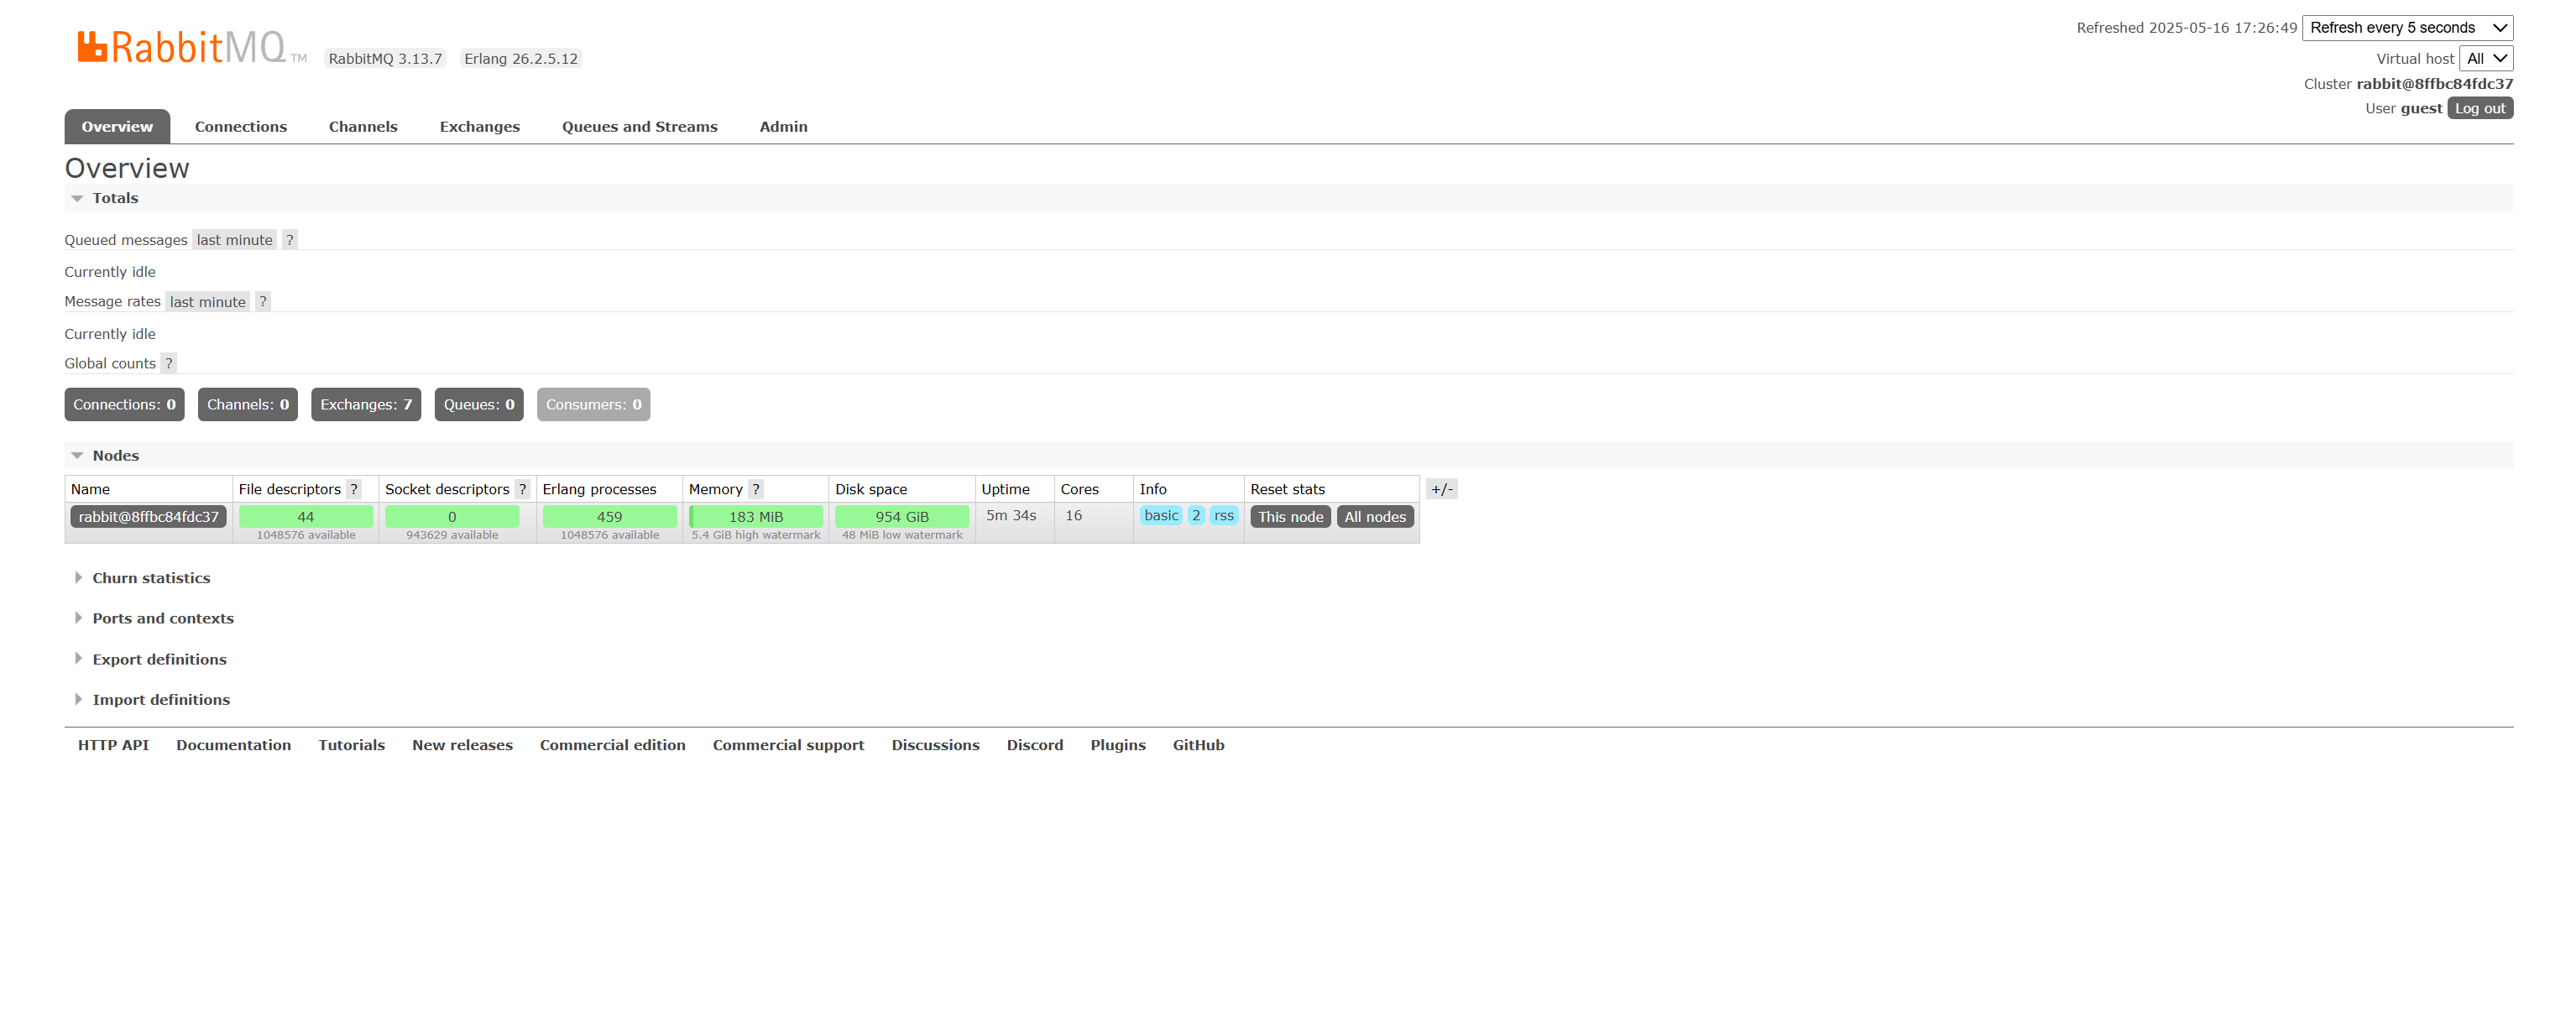 RabbitMQ TM RabbitMQ 3.13.7 Erlang 26.2.5.12
Refreshed 2025-05-16 17:26:49 Refresh every 5 seconds
Virtual host All
Cluster rabbit@8ffbc84fdc37
User guest Log out
Overview Connections Channels Exchanges Queues and Streams Admin
Overview
Totals
Queued messages last minute ?
Currently idle
Message rates last minute ?
Currently idle
Global counts ?
Connections: 0 Channels: 0 Exchanges: 7 Queues: 0 Consumers: 0
Nodes
Name File descriptors ? Socket descriptors ? Erlang processes Memory ? Disk space Uptime Cores Info Reset stats +/-
rabbit@8ffbc84fdc37 44 0 459 183 MiB 954 GiB 5m 34s 16 basic 2 rss This node All nodes
1048576 available 943629 available 1048576 available 5.4 GiB high watermark 48 MiB low watermark
Churn statistics
Ports and contexts
Export definitions
Import definitions
HTTP API Documentation Tutorials New releases Commercial edition Commercial support Discussions Discord Plugins GitHub